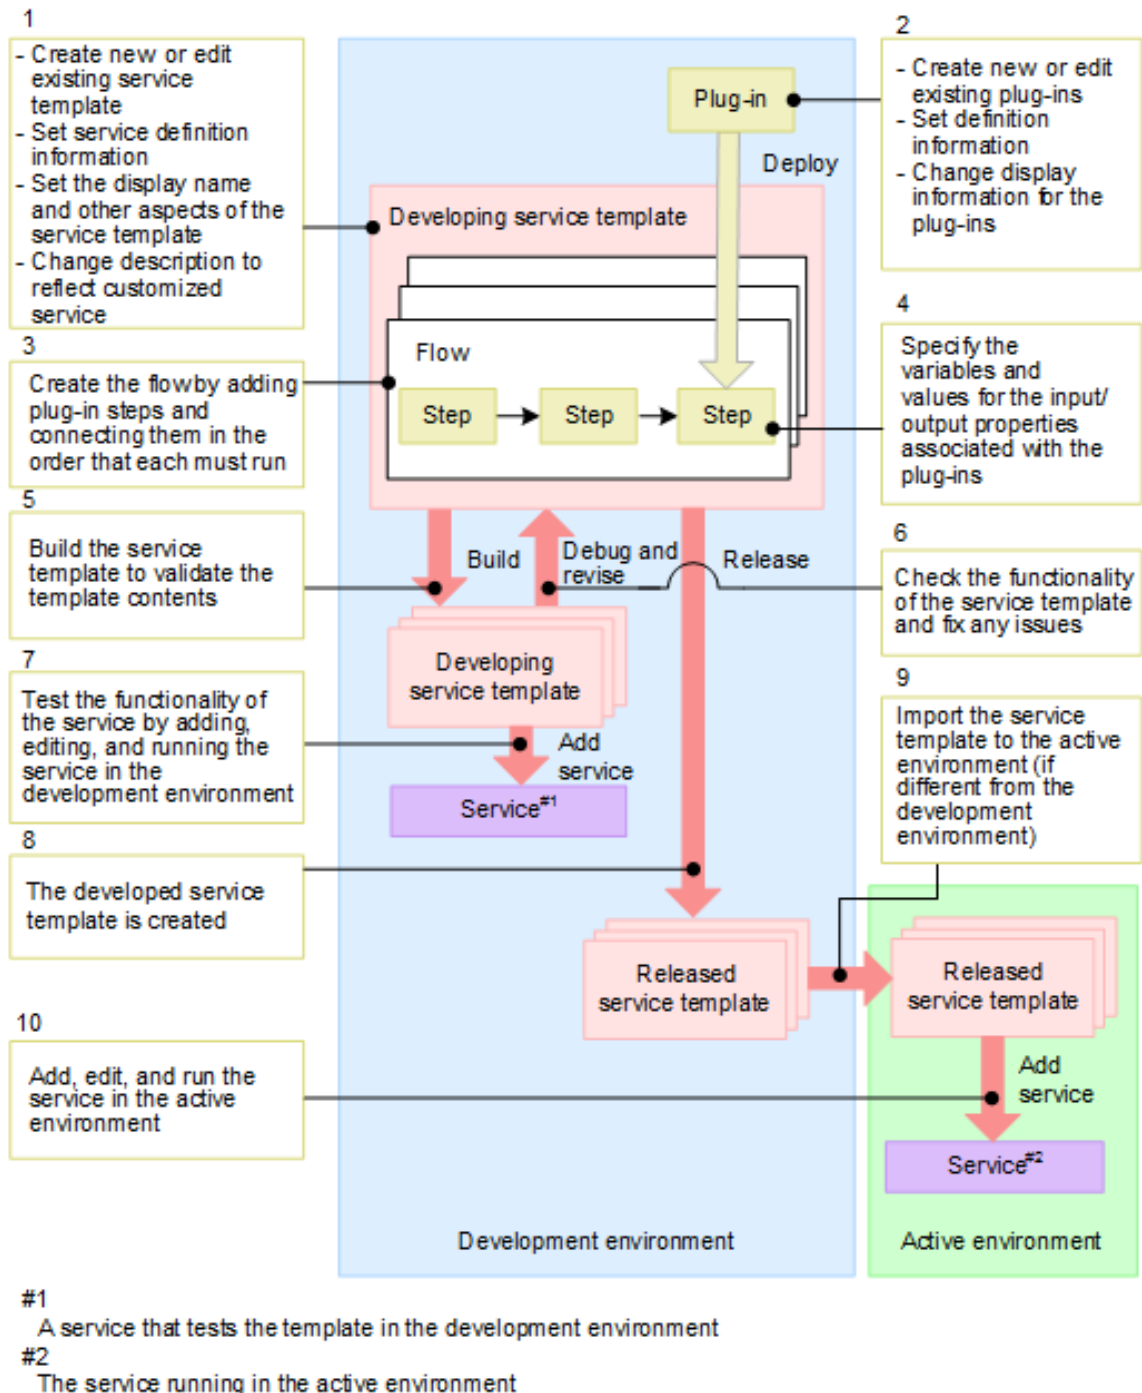 1
- Create new or edit
existing service
template
- Set service definition
information
- Set the display name
and other aspects of the
service template
- Change description to
reflect customized
service
2
- Create new or edit
existing plug-ins
- Set definition
information
- Change display
information for the
plug-ins
Plug-in
Deploy
Developing service template
Flow
Step
Step
Step
3
Create the flow by adding
plug-in steps and
connecting them in the
order that each must run
4
Specify the
variables and
values for the input/
output properties
associated with the
plug-ins
5
Build the service
template to validate the
template contents
Build
Debug and
revise
Release
6
Check the functionality
of the service template
and fix any issues
Developing
service template
7
Test the functionality of
the service by adding,
editing, and running the
service in the
development environment
Add
service
Service#1
8
The developed service
template is created
9
Import the service
template to the active
environment (if
different from the
development
environment)
Released
service template
Released
service template
10
Add, edit, and run the
service in the active
environment
Add
service
Service#2
Development environment
Active environment
#1
A service that tests the template in the development environment
#2
The service running in the active environment